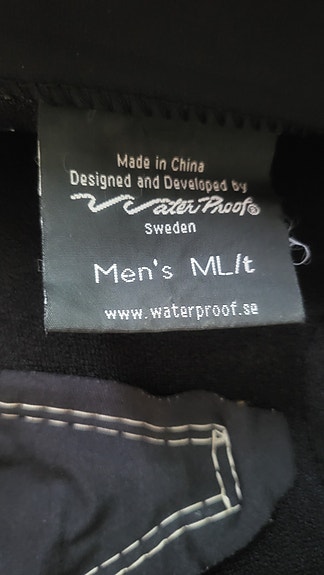 Made in China
Designed and Developed by
WaterProof®
Sweden
Men's ML/t
www.waterproof.se